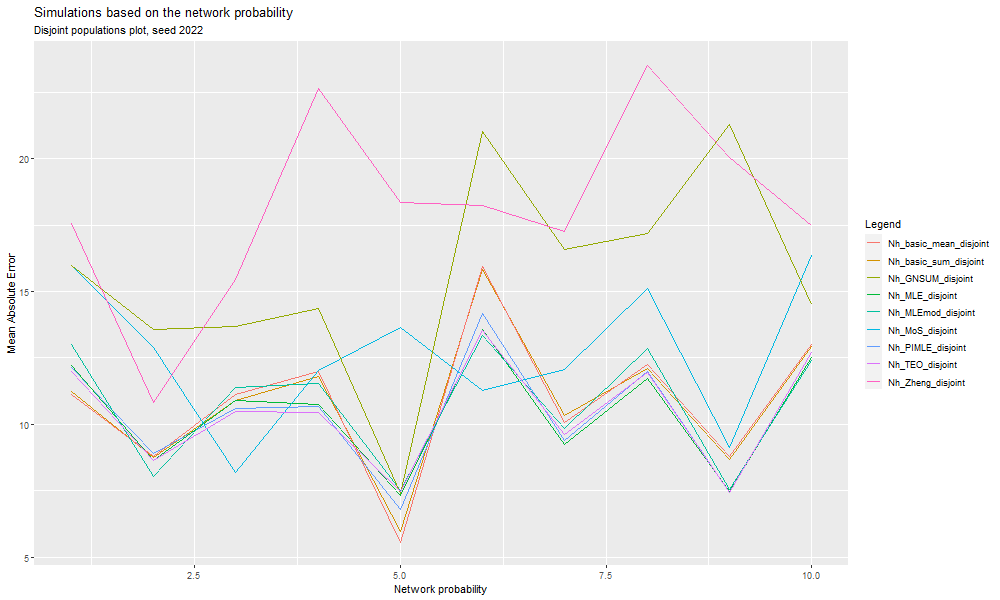 Simulations based on the network probability
Disjoint populations plot, seed 2022
Mean Absolute Error
20
15
10
5
2.5
5.0
7.5
10.0
Network probability
Legend
Nh_basic_mean_disjoint
Nh_basic_sum_disjoint
Nh_GNSUM_disjoint
Nh_MLE_disjoint
Nh_MLEmod_disjoint
Nh_MoS_disjoint
Nh_PIMLE_disjoint
Nh_TEO_disjoint
Nh_Zheng_disjoint